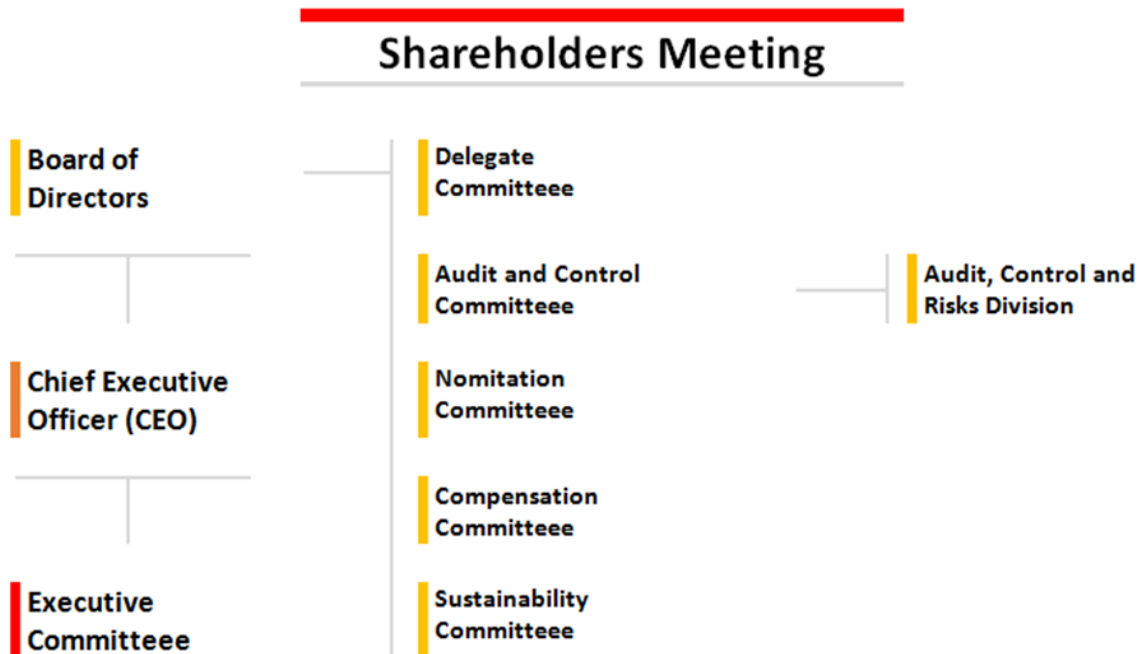 Shareholders Meeting
Board of
Directors
Delegate
Committeee
Audit and Control
Committeee
Audit, Control and
Risks Division
Chief Executive
Officer (CEO)
Nomitation
Committeee
Compensation
Committeee
Executive
Committeee
Sustainability
Committeee